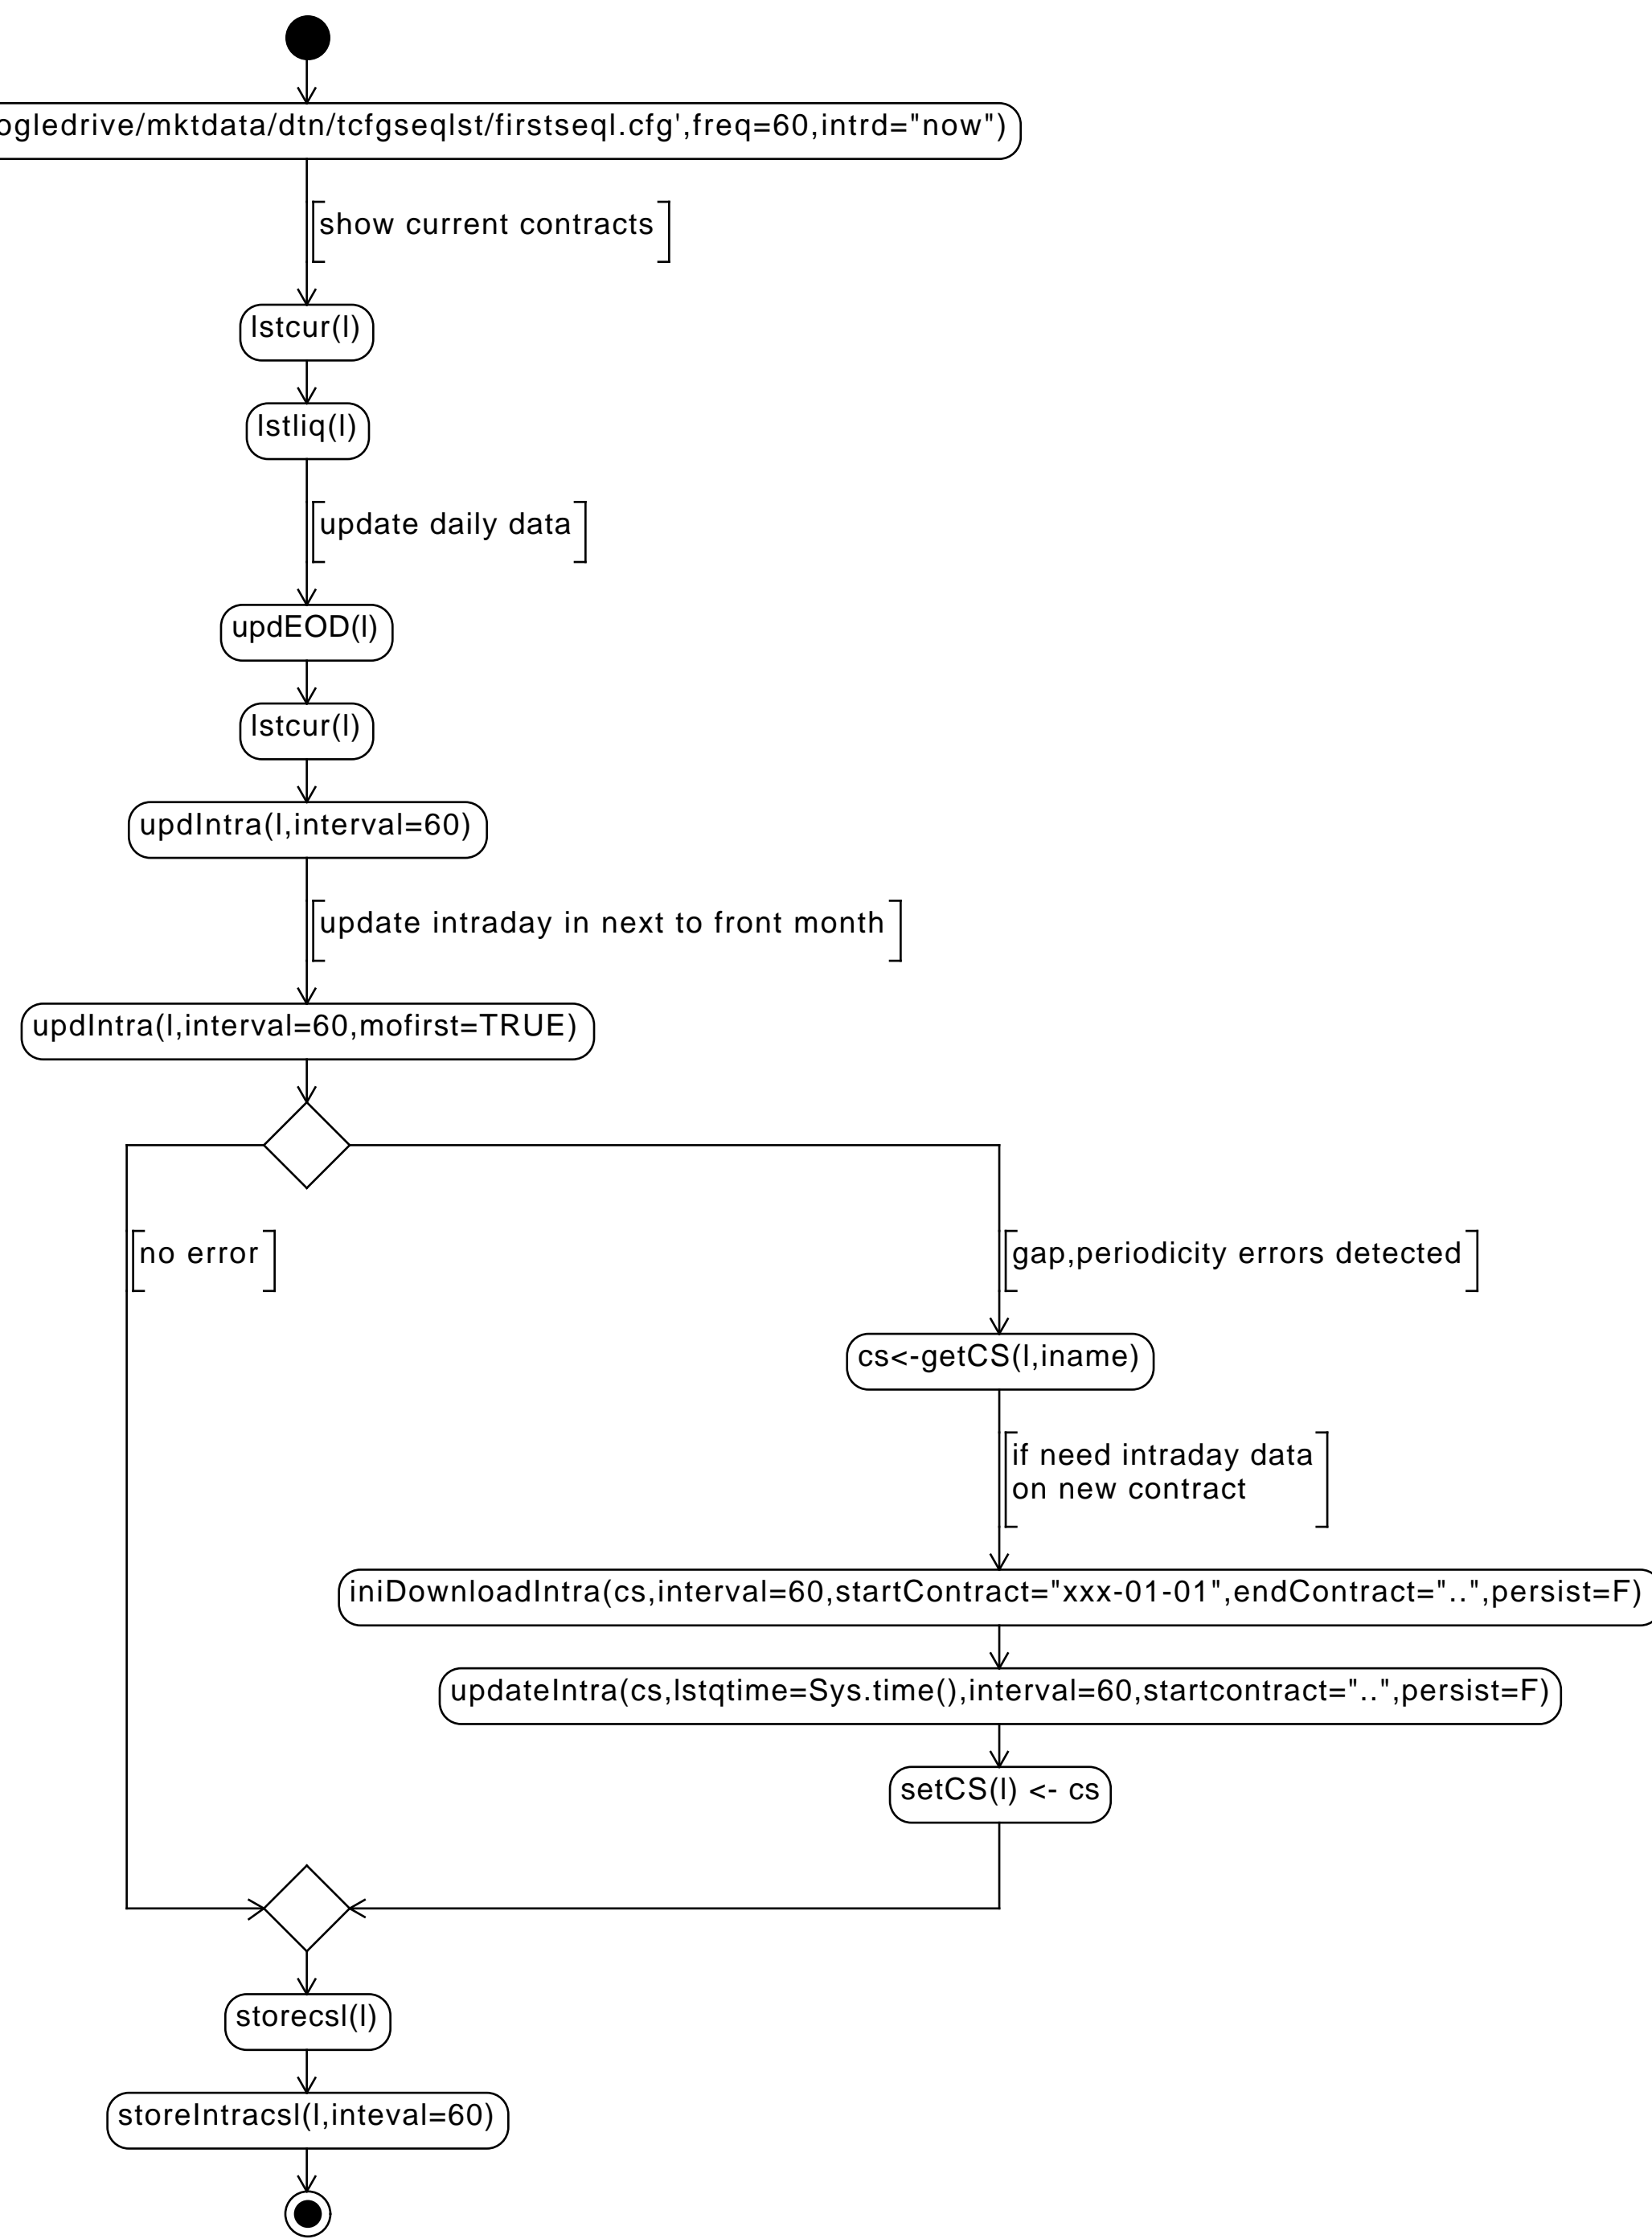 ogledrive/mktdata/dtn/tcfgseqlst/firstseql.cfg',freq=60,intrd="now")
show current contracts
lstcur(l)
lstliq(l)
update daily data
updEOD(l)
lstcur(l)
updIntra(l,interval=60)
update intraday in next to front month
updIntra(l,interval=60,mofirst=TRUE)
no error
gap,periodicity errors detected
cs<-getCS(l,iname)
if need intraday data
on new contract
iniDownloadIntra(cs,interval=60,startContract="xxx-01-01",endContract="..",persist=F)
updateIntra(cs,lstqtime=Sys.time(),interval=60,startcontract="..",persist=F)
setCS(l) <- cs
storecsl(l)
storeIntracsl(l,inteval=60)